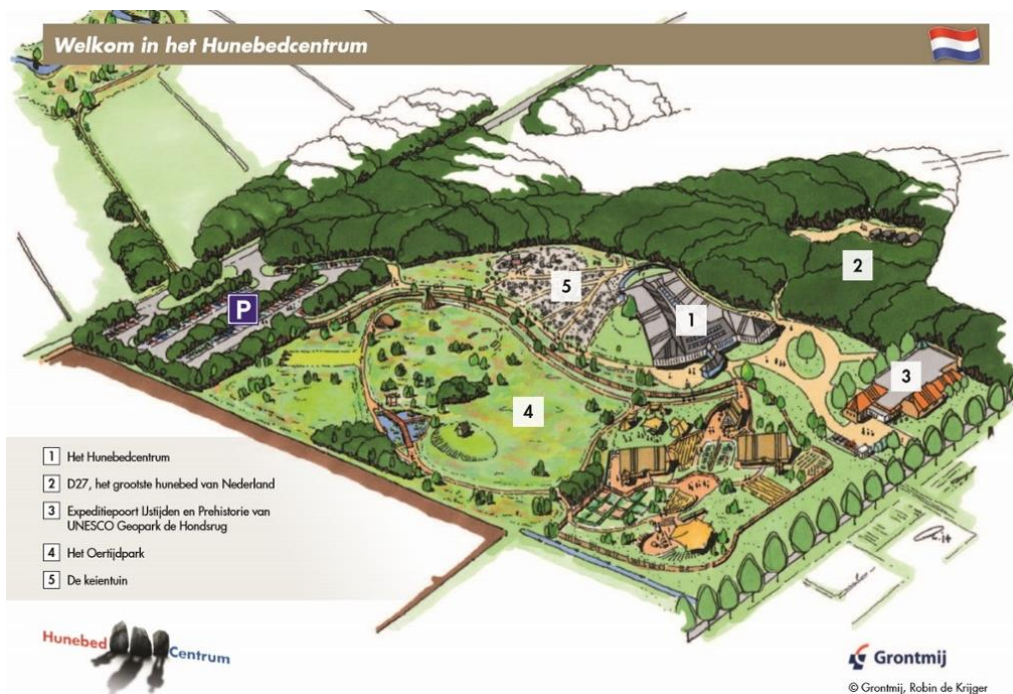 Welkom in het Hunebedcentrum
2
5
1
P
3
4
1 Het Hunebedcentrum
2 D27, het grootste hunebed van Nederland
3 Expeditiepoort IJstijden en Prehistorie van
UNESCO Geopark de Hondsrug
4 Het Oertijdpark
5 De keientuin
Hunebed
Centrum
Grontmij
© Grontmij, Robin de Krijger